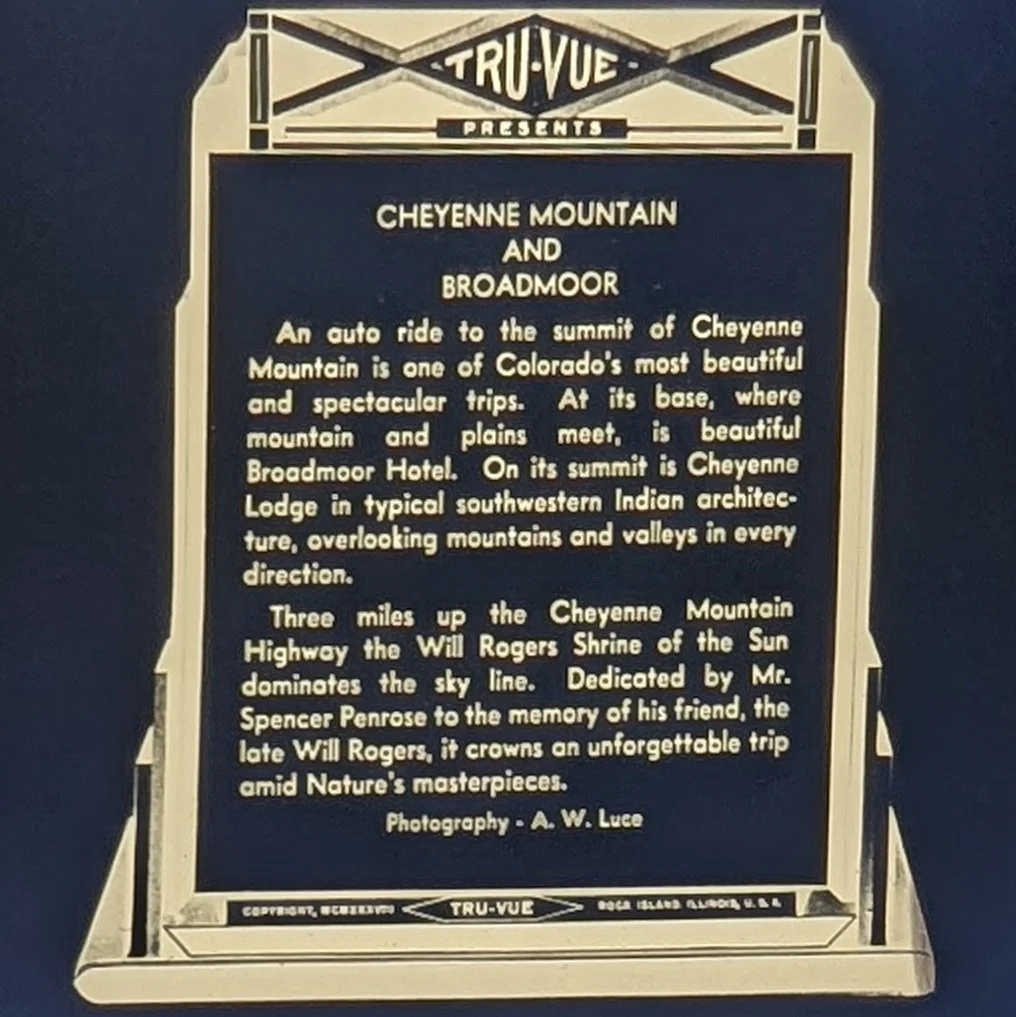 TRU-VUE
PRESENTS
CHEYENNE MOUNTAIN
AND
BROADMOOR
An auto ride to the summit of Cheyenne
Mountain is one of Colorado's most beautiful
and spectacular trips. At its base, where
mountain and plains meet, is beautiful
Broadmoor Hotel. On its summit is Cheyenne
Lodge in typical southwestern Indian architec-
ture, overlooking mountains and valleys in every
direction.
Three miles up the Cheyenne Mountain
Highway the Will Rogers Shrine of the Sun
dominates the sky line. Dedicated by Mr.
Spencer Penrose to the memory of his friend, the
late Will Rogers, it crowns an unforgettable trip
amid Nature's masterpieces.
Photography - A. W. Luce
COPYRIGHT, TRU-VUE ROCK ISLAND, ILLINOIS, U. S. A.